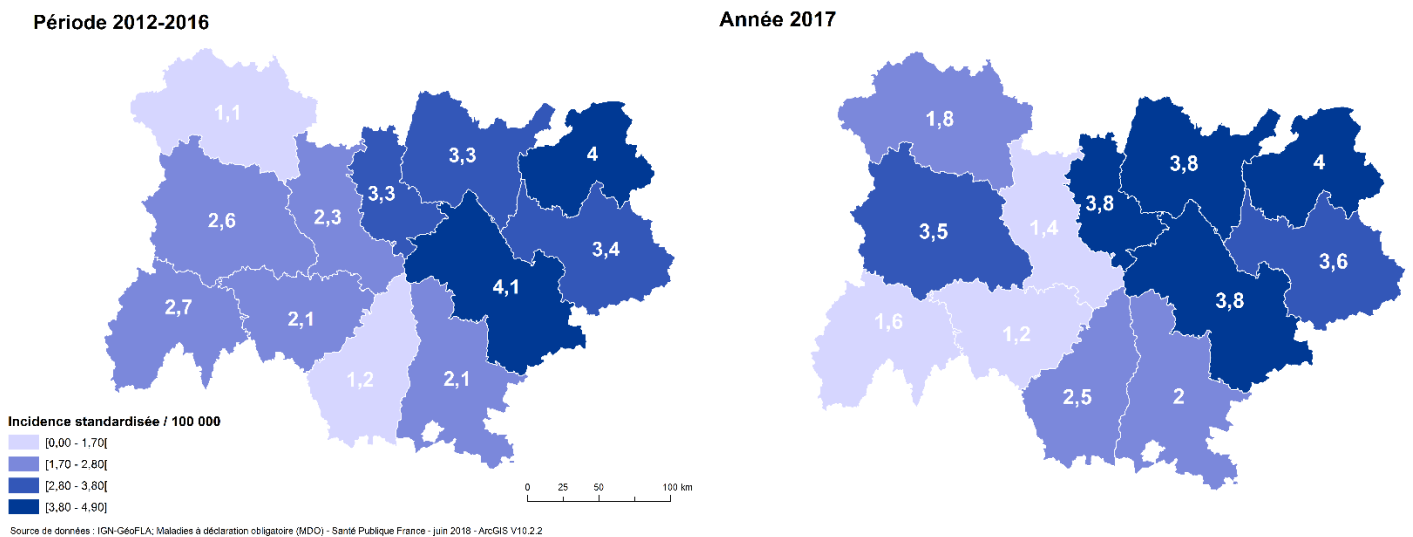 Période 2012-2016
Année 2017
1,1
3,3
4
3,3
2,6
2,3
3,4
4,1
2,7
2,1
1,2
2,1
1,8
3,8
4
3,8
3,5
1,4
3,6
3,8
1,6
1,2
2,5
2
Incidence standardisée / 100 000
[0,00 - 1,70[
[1,70 - 2,80[
[2,80 - 3,80[
[3,80 - 4,90]
0 25 50 100 km
Source de données : IGN-GéoFLA; Maladies à déclaration obligatoire (MDO) - Santé Publique France - juin 2018 - ArcGIS V10.2.2